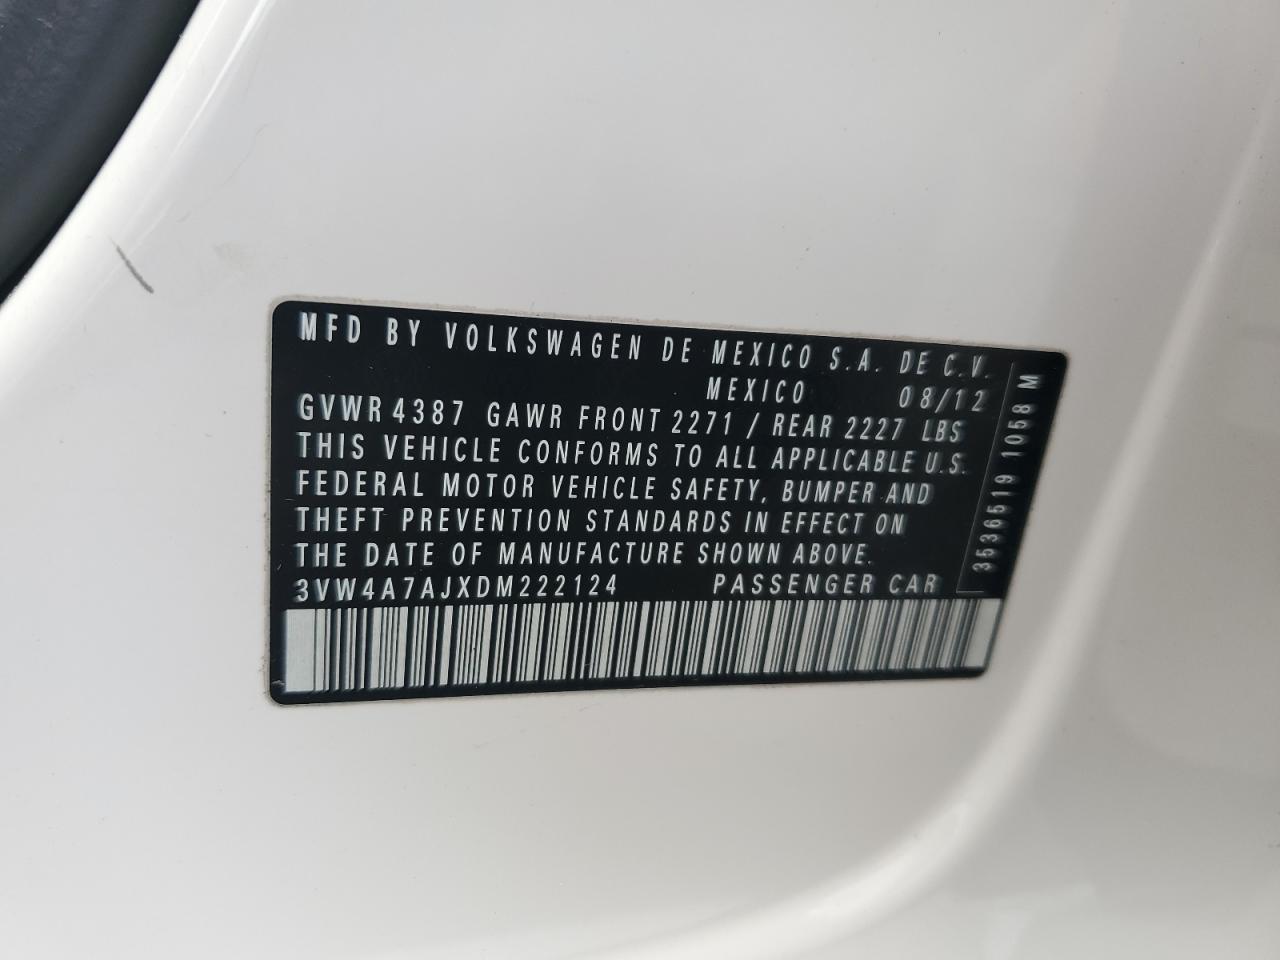 MFD BY VOLKSWAGEN DE MEXICO S.A. DE C.V.
MEXICO 08/12
GVWR 4387 GAWR FRONT 2271 / REAR 2227 LBS
THIS VEHICLE CONFORMS TO ALL APPLICABLE U.S.
FEDERAL MOTOR VEHICLE SAFETY, BUMPER AND
THEFT PREVENTION STANDARDS IN EFFECT ON
THE DATE OF MANUFACTURE SHOWN ABOVE.
3VW4A7AJXDM222124 PASSENGER CAR
3536519 1058 M